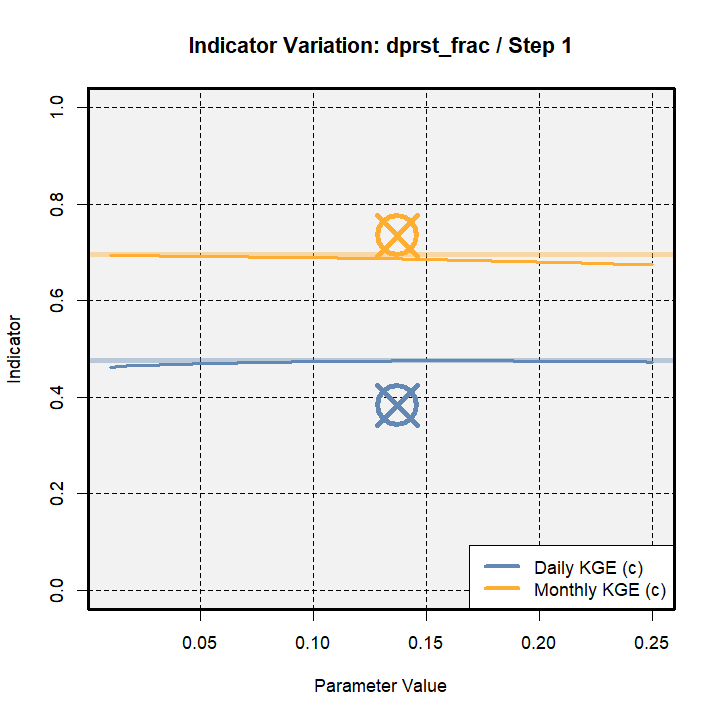 Indicator Variation: dprst_frac / Step 1
Indicator
1.0
0.8
0.6
0.4
0.2
0.0
Daily KGE (c)
Monthly KGE (c)
0.05 0.10 0.15 0.20 0.25
Parameter Value